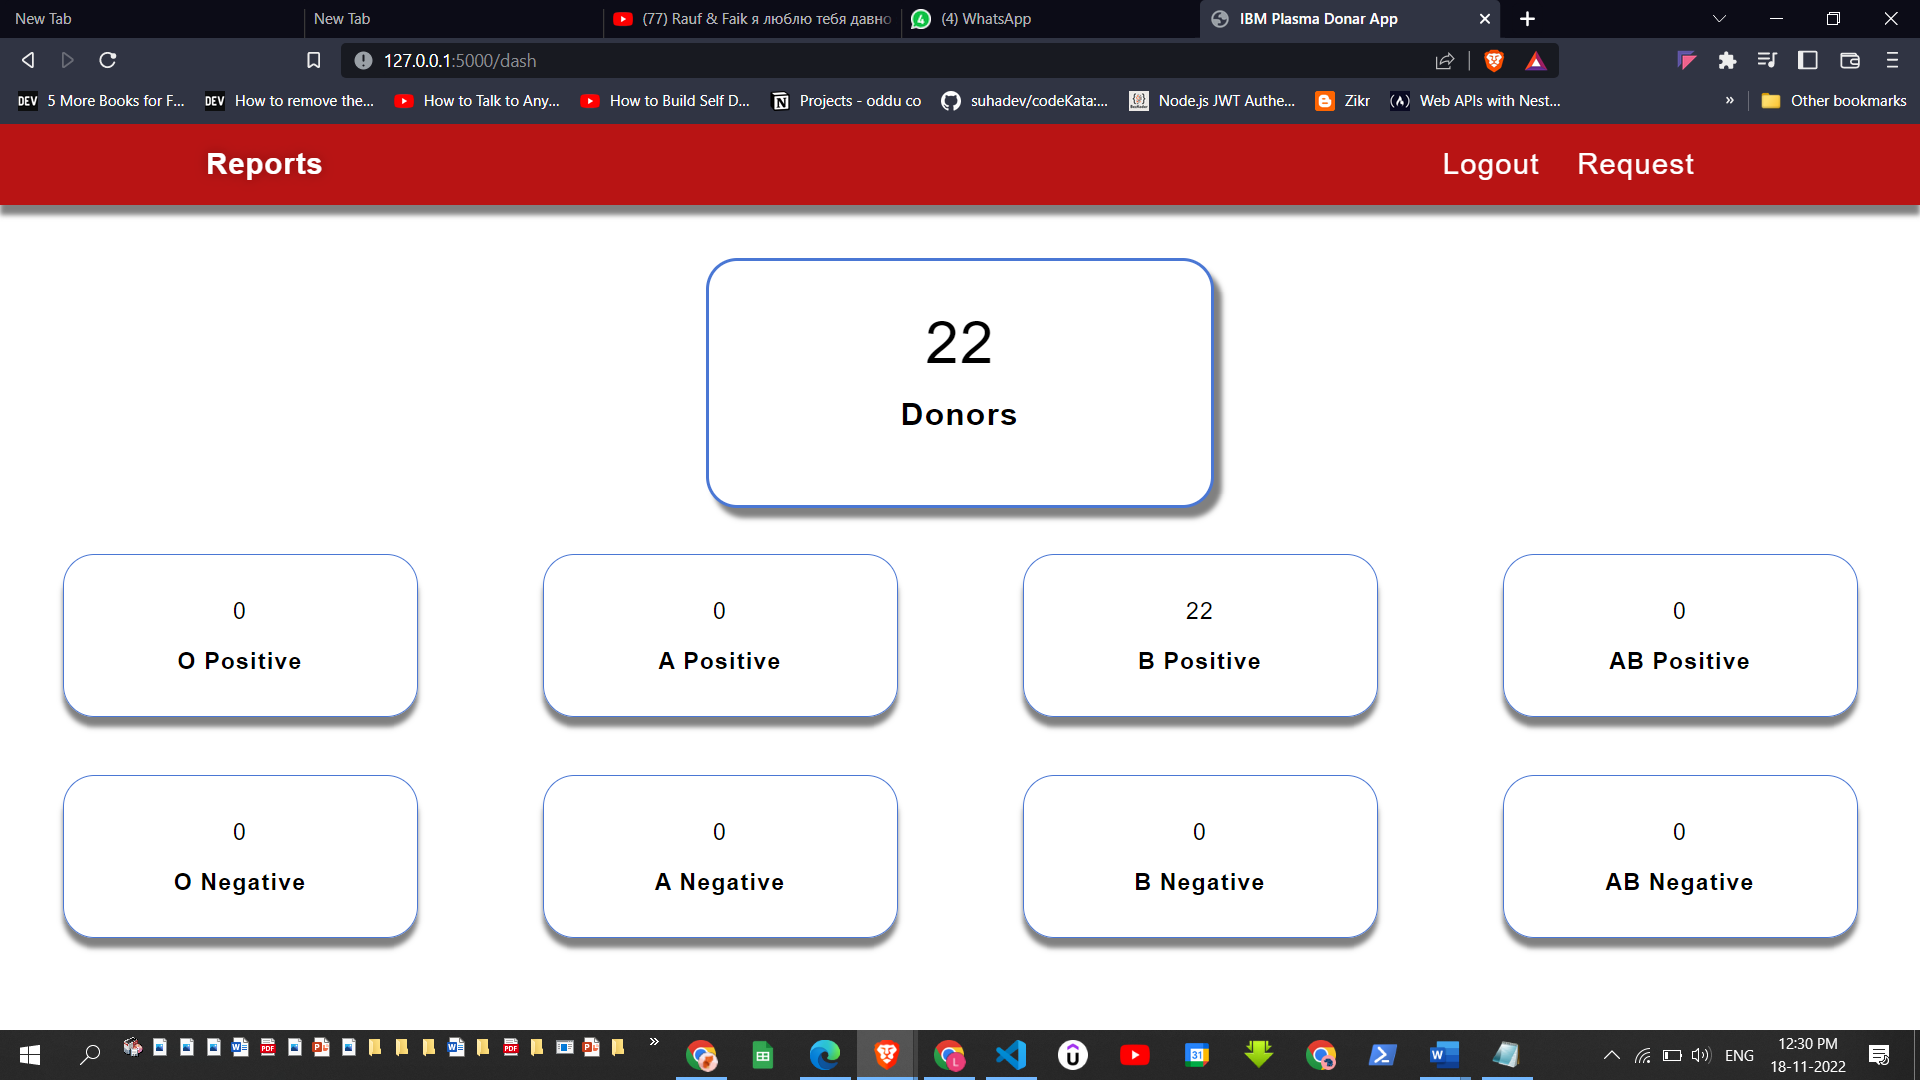 New Tab
New Tab
(77) Rauf & Faik я люблю тебя давно
(4) WhatsApp
IBM Plasma Donar App
127.0.0.1:5000/dash
DEV 5 More Books for F...
DEV How to remove the...
How to Talk to Any...
How to Build Self D...
Projects - oddu co
suhadev/codeKata:...
Node.js JWT Authe...
Zikr
Web APIs with Nest...
»
Other bookmarks
Reports
Logout
Request
22
Donors
0
O Positive
0
A Positive
22
B Positive
0
AB Positive
0
O Negative
0
A Negative
0
B Negative
0
AB Negative
»
ENG
12:30 PM
18-11-2022